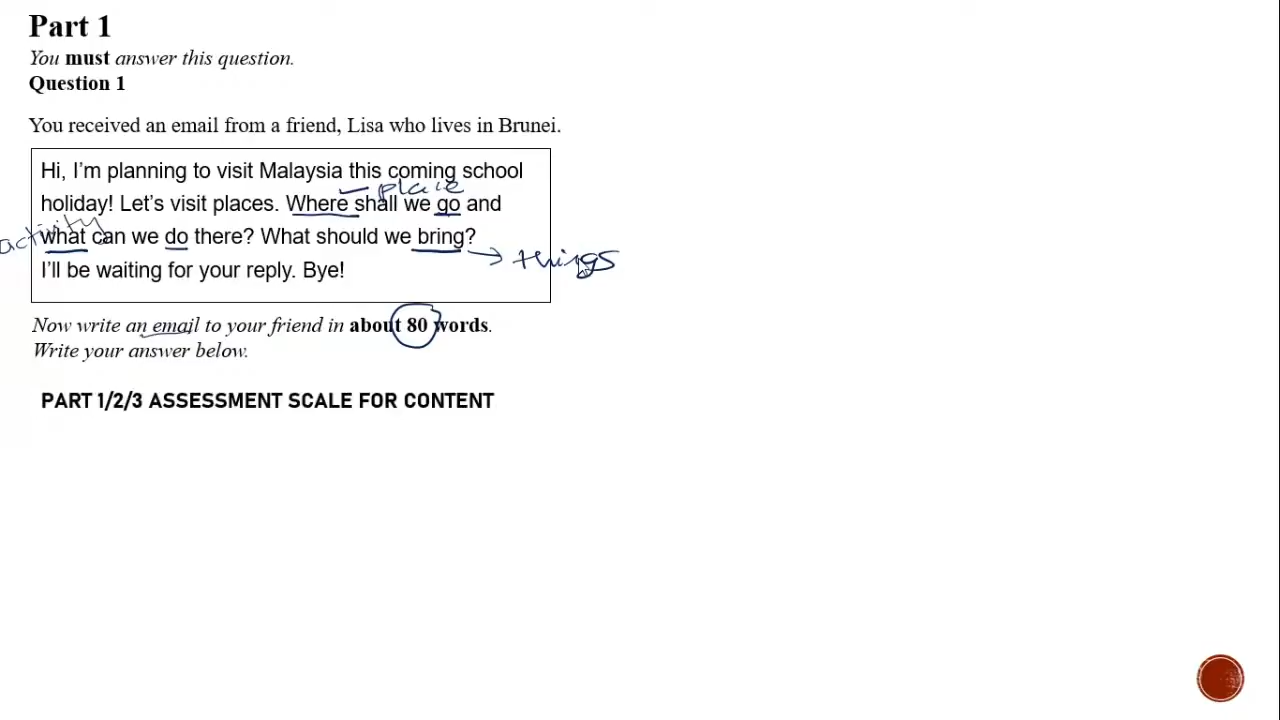 Part 1
You must answer this question.
Question 1
You received an email from a friend, Lisa who lives in Brunei.
Hi, I'm planning to visit Malaysia this coming school
place
holiday! Let's visit places. Where shall we go and
activity
what can we do there? What should we bring?
things
I'll be waiting for your reply. Bye!
Now write an email to your friend in about 80 words.
Write your answer below.
PART 1/2/3 ASSESSMENT SCALE FOR CONTENT